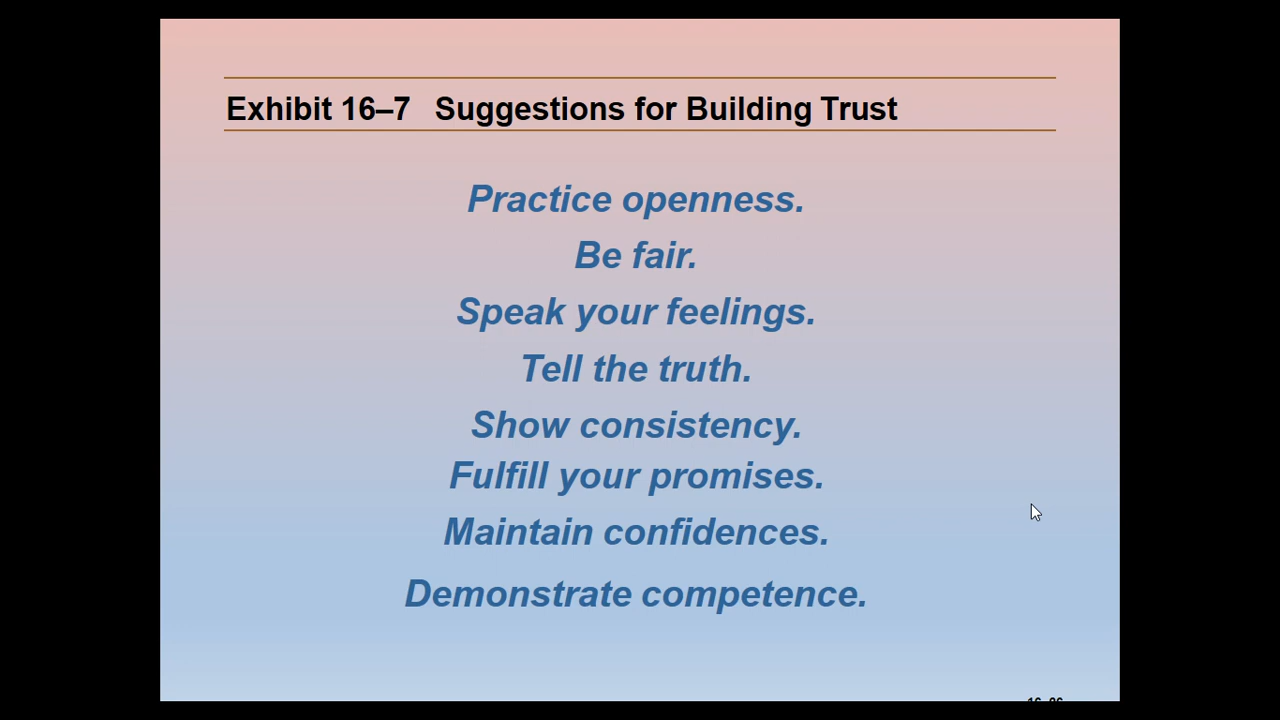 Exhibit 16–7 Suggestions for Building Trust
Practice openness.
Be fair.
Speak your feelings.
Tell the truth.
Show consistency.
Fulfill your promises.
Maintain confidences.
Demonstrate competence.